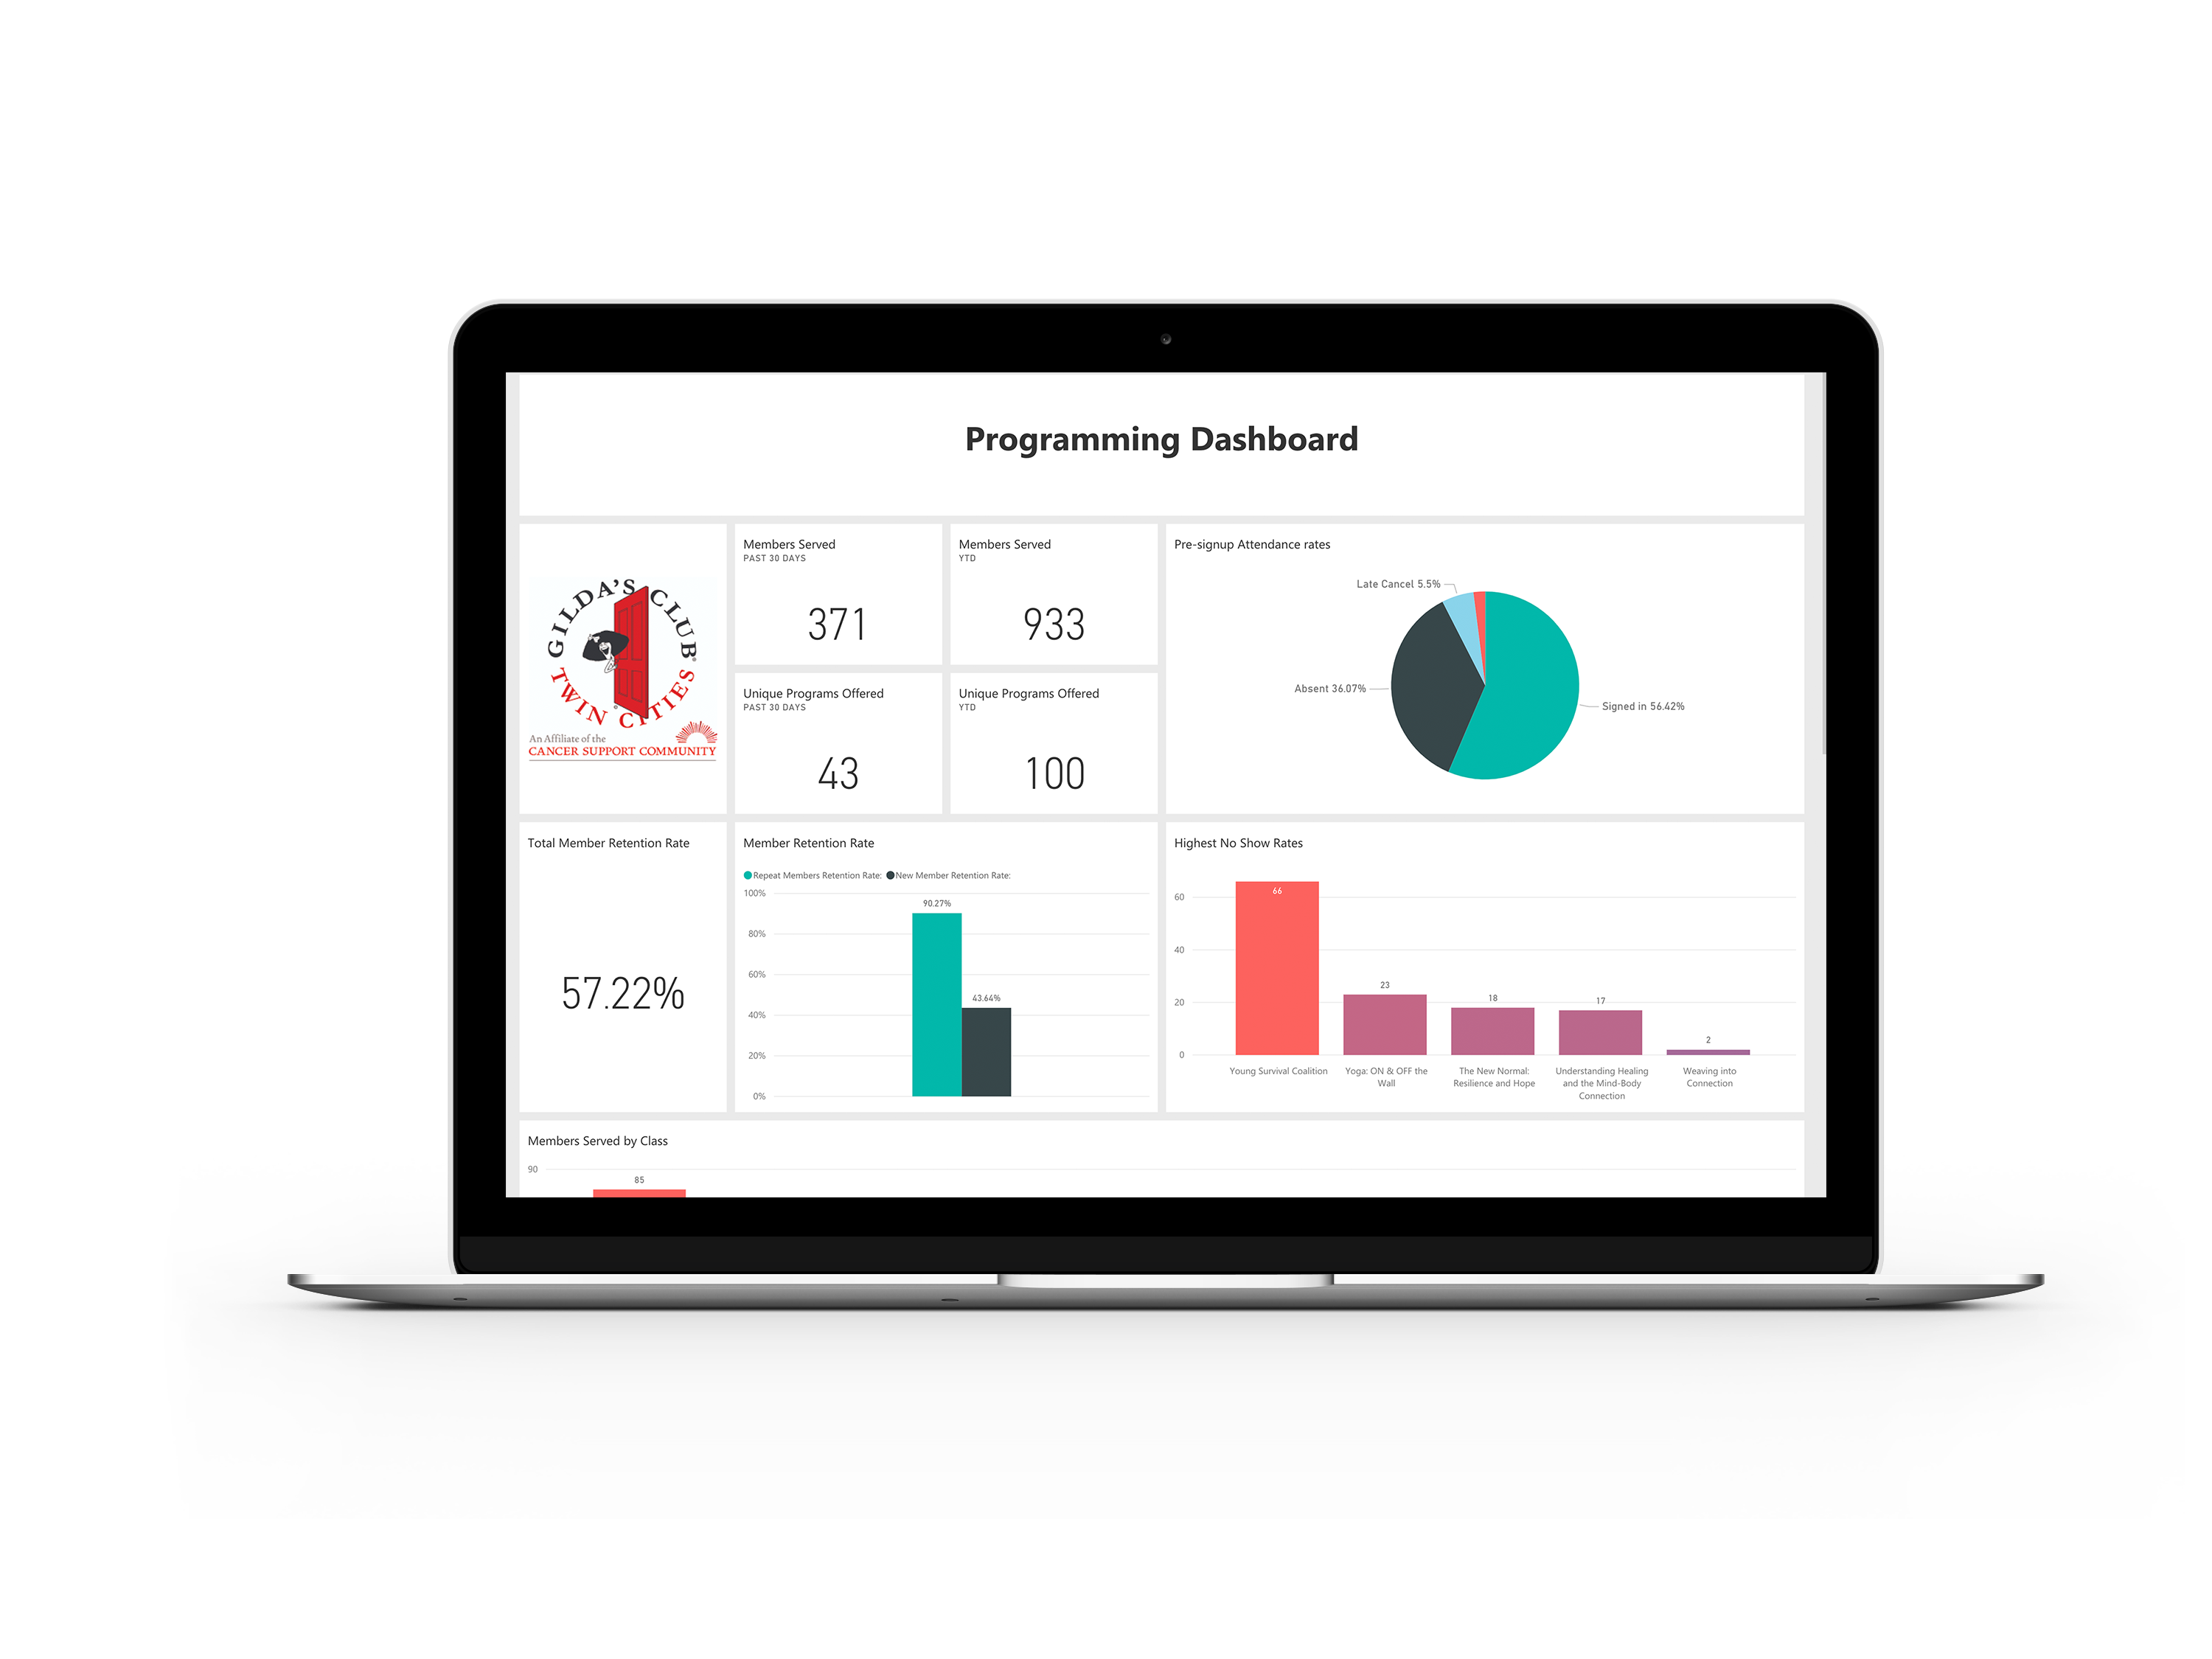 Programming Dashboard
GILDA'S CLUB®
TWIN CITIES
An Affiliate of the
CANCER SUPPORT COMMUNITY
Members Served
PAST 30 DAYS
371
Members Served
YTD
933
Unique Programs Offered
PAST 30 DAYS
43
Unique Programs Offered
YTD
100
Pre-signup Attendance rates
Late Cancel 5.5%
Absent 36.07%
Signed in 56.42%
Total Member Retention Rate
57.22%
Member Retention Rate
Repeat Members Retention Rate: New Member Retention Rate:
100%
90.27%
80%
60%
43.64%
40%
20%
0%
Highest No Show Rates
66
60
40
23
20
18
17
2
0
Young Survival Coalition
Yoga: ON & OFF the
Wall
The New Normal:
Resilience and Hope
Understanding Healing
and the Mind-Body
Connection
Weaving into
Connection
Members Served by Class
90
85